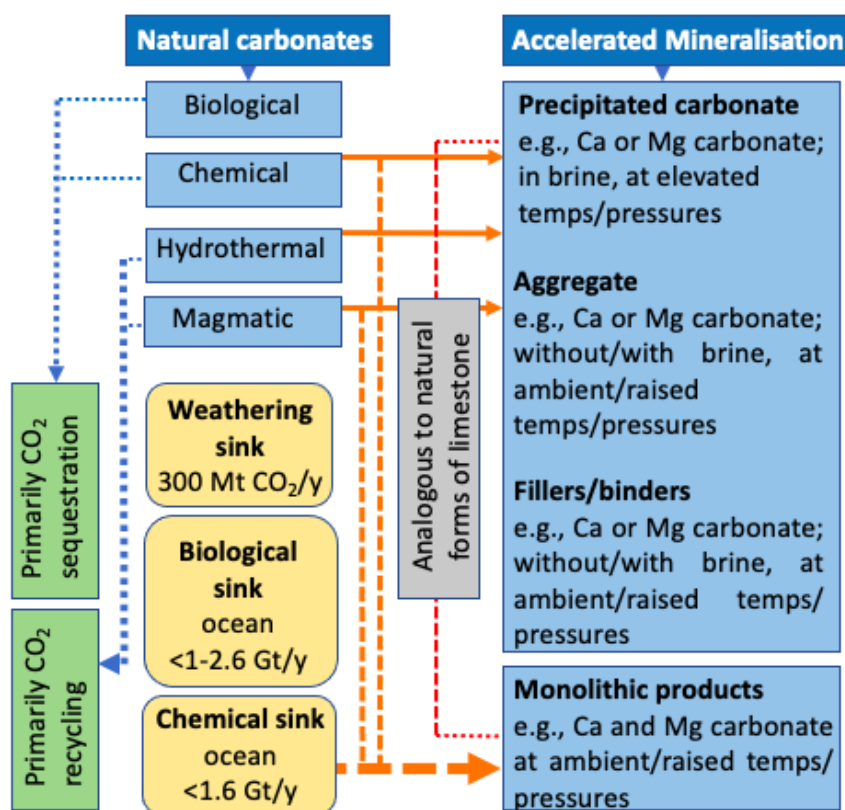 Natural carbonates
Biological
Chemical
Hydrothermal
Magmatic
Primarily CO₂
sequestration
Primarily CO₂
recycling
Weathering
sink
300 Mt CO₂/y
Biological
sink
ocean
<1-2.6 Gt/y
Chemical sink
ocean
<1.6 Gt/y
Analogous to natural
forms of limestone
Accelerated Mineralisation
Precipitated carbonate
e.g., Ca or Mg carbonate;
in brine, at elevated
temps/pressures
Aggregate
e.g., Ca or Mg carbonate;
without/with brine, at
ambient/raised
temps/pressures
Fillers/binders
e.g., Ca or Mg carbonate;
without/with brine, at
ambient/raised temps/
pressures
Monolithic products
e.g., Ca and Mg carbonate
at ambient/raised temps/
pressures